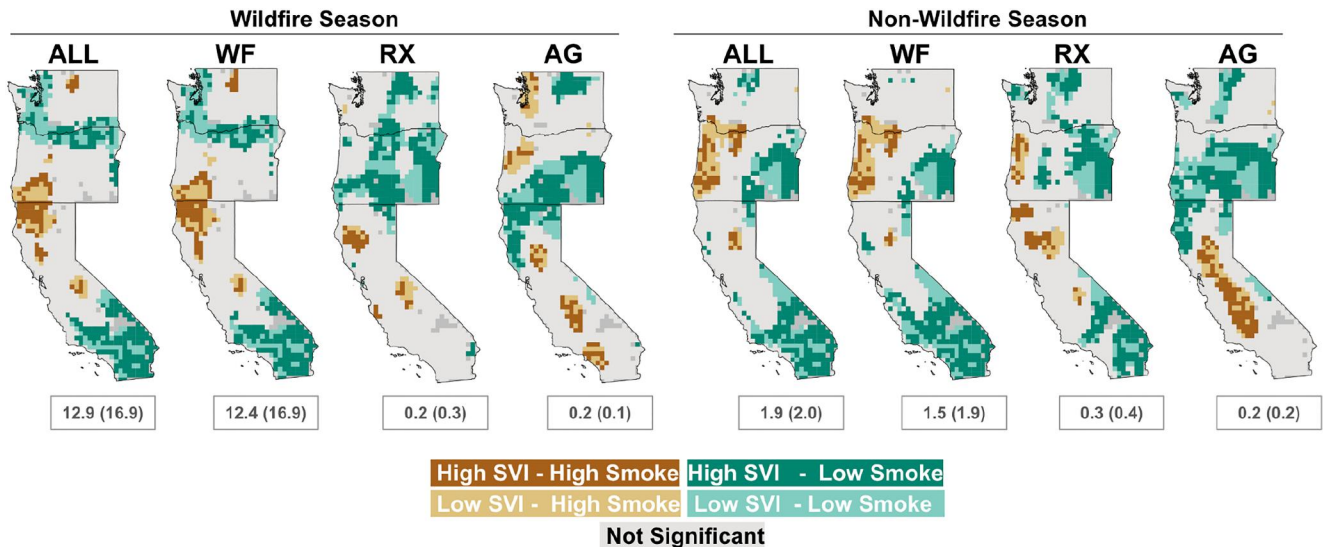 Wildfire Season
Non-Wildfire Season
ALL WF RX AG ALL WF RX AG
12.9 (16.9) 12.4 (16.9) 0.2 (0.3) 0.2 (0.1) 1.9 (2.0) 1.5 (1.9) 0.3 (0.4) 0.2 (0.2)
High SVI - High Smoke High SVI - Low Smoke
Low SVI - High Smoke Low SVI - Low Smoke
Not Significant